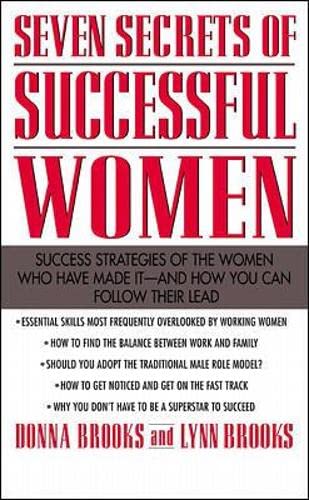 SEVEN SECRETS OF
SUCCESSFUL
WOMEN
SUCCESS STRATEGIES OF THE WOMEN
WHO HAVE MADE IT—AND HOW YOU CAN
FOLLOW THEIR LEAD
• ESSENTIAL SKILLS MOST FREQUENTLY OVERLOOKED BY WORKING WOMEN
• HOW TO FIND THE BALANCE BETWEEN WORK AND FAMILY
• SHOULD YOU ADOPT THE TRADITIONAL MALE ROLE MODEL?
• HOW TO GET NOTICED AND GET ON THE FAST TRACK
• WHY YOU DON'T HAVE TO BE A SUPERSTAR TO SUCCEED
DONNA BROOKS and LYNN BROOKS